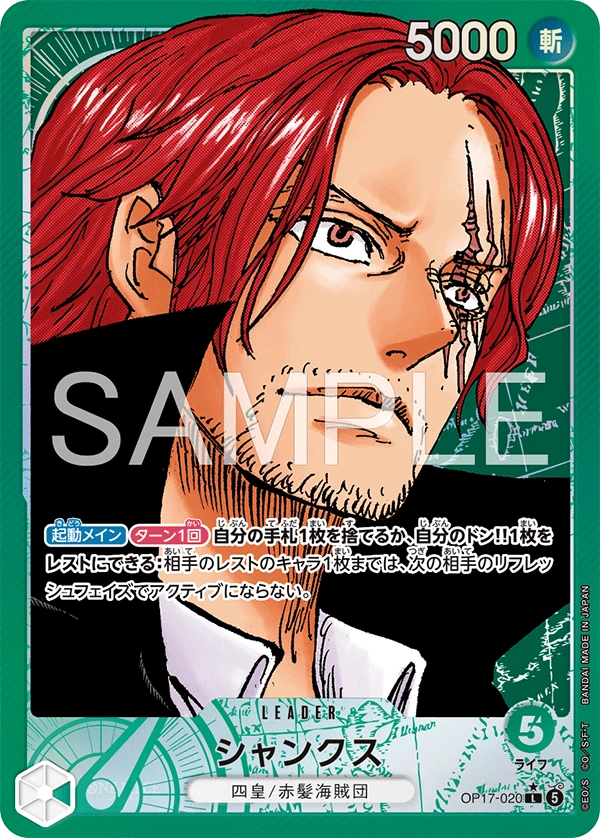 5000 斬
SAMPLE
起動メイン ターン1回 自分の手札1枚を捨てるか、自分のドン!!1枚を
レストにできる:相手のレストのキャラ1枚までは、次の相手のリフレッ
シュフェイズでアクティブにならない。
LEADER
シャンクス
四皇/赤髪海賊団
5
ライフ
OP17-020 L 5
©E.O/S. ©O./S.・F・T BANDAI MADE IN JAPAN